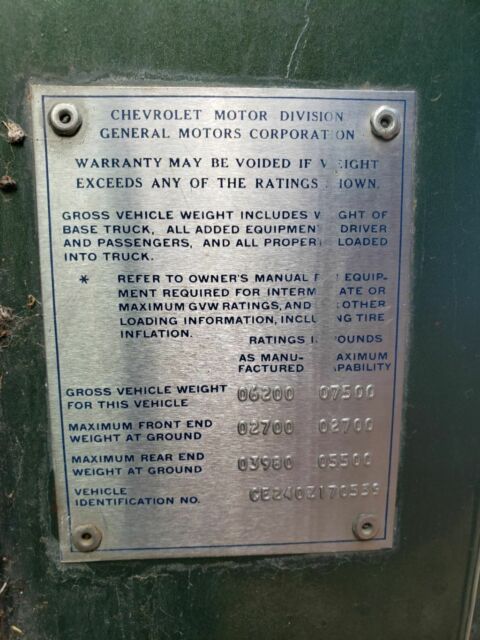 CHEVROLET MOTOR DIVISION
GENERAL MOTORS CORPORATION
WARRANTY MAY BE VOIDED IF WEIGHT
EXCEEDS ANY OF THE RATINGS SHOWN.
GROSS VEHICLE WEIGHT INCLUDES WEIGHT OF
BASE TRUCK, ALL ADDED EQUIPMENT, DRIVER
AND PASSENGERS, AND ALL PROPERTY LOADED
INTO TRUCK.
* REFER TO OWNER'S MANUAL FOR EQUIP-
MENT REQUIRED FOR INTERMEDIATE OR
MAXIMUM GVW RATINGS, AND OTHER
LOADING INFORMATION, INCLUDING TIRE
INFLATION.
RATINGS IN POUNDS
AS MANU- MAXIMUM
FACTURED CAPABILITY
GROSS VEHICLE WEIGHT 06200 07500
FOR THIS VEHICLE
MAXIMUM FRONT END 02700 02700
WEIGHT AT GROUND
MAXIMUM REAR END 03980 05500
WEIGHT AT GROUND
VEHICLE CE240Z170559
IDENTIFICATION NO.